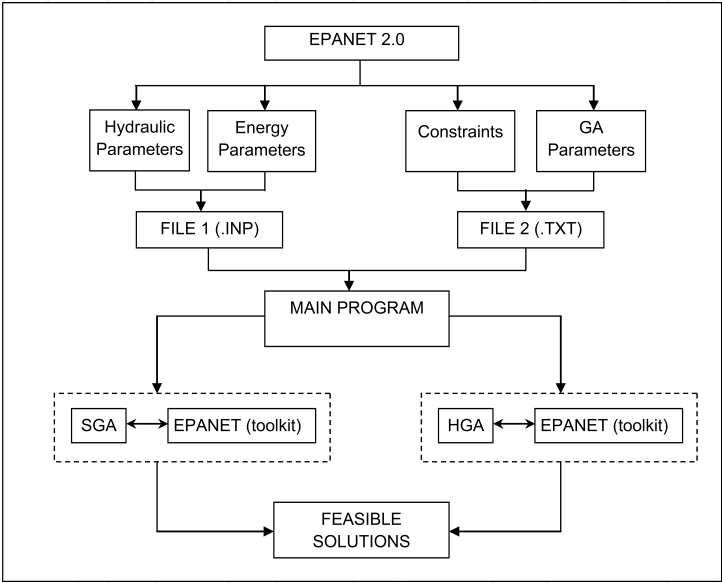 EPANET 2.0
Hydraulic
Parameters
Energy
Parameters
Constraints
GA
Parameters
FILE 1 (.INP)
FILE 2 (.TXT)
MAIN PROGRAM
SGA
EPANET (toolkit)
HGA
EPANET (toolkit)
FEASIBLE
SOLUTIONS